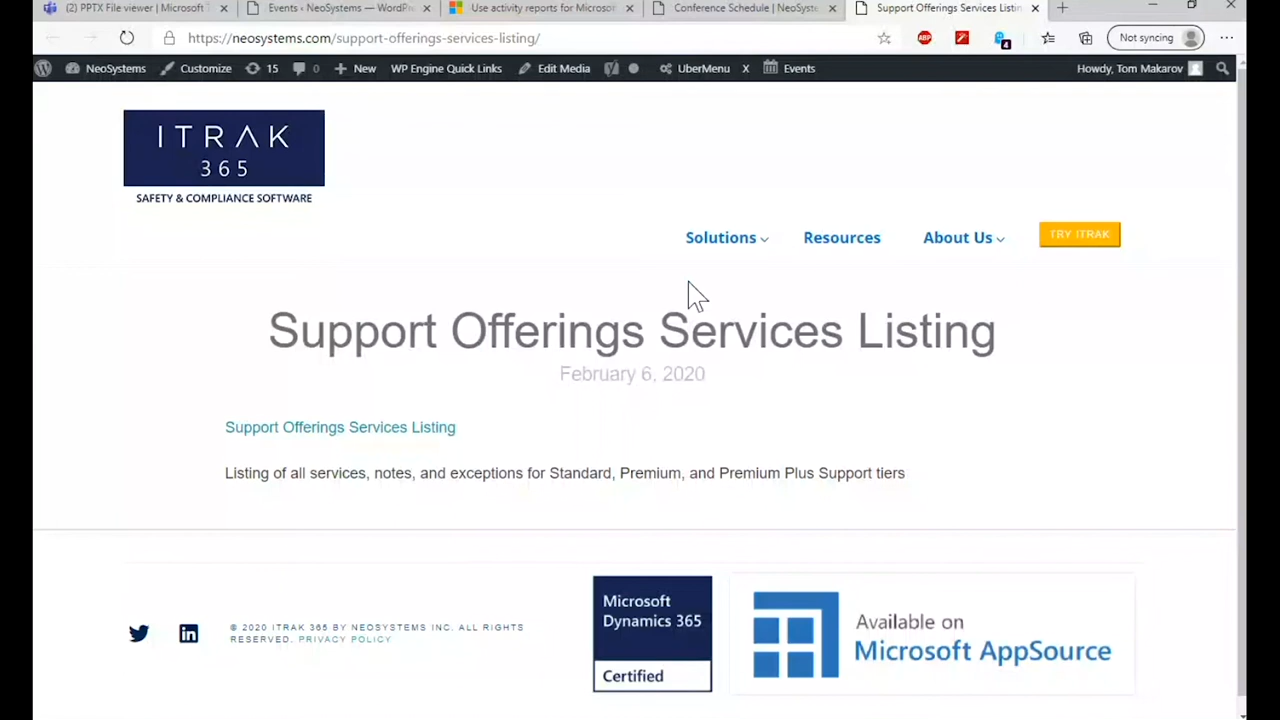 (2) PPTX File viewer | Microsoft T
Events ‹ NeoSystems — WordPr
Use activity reports for Microsof
Conference Schedule | NeoSyste
Support Offerings Services Listin
https://neosystems.com/support-offerings-services-listing/
ABP
4
Not syncing
NeoSystems
Customize
15
0
New
WP Engine Quick Links
Edit Media
UberMenu
X
Events
Howdy, Tom Makarov
ITRAK
365
SAFETY & COMPLIANCE SOFTWARE
Solutions
Resources
About Us
TRY ITRAK
Support Offerings Services Listing
February 6, 2020
Support Offerings Services Listing
Listing of all services, notes, and exceptions for Standard, Premium, and Premium Plus Support tiers
© 2020 ITRAK 365 BY NEOSYSTEMS INC. ALL RIGHTS
RESERVED. PRIVACY POLICY
Microsoft
Dynamics 365
Certified
Available on
Microsoft AppSource